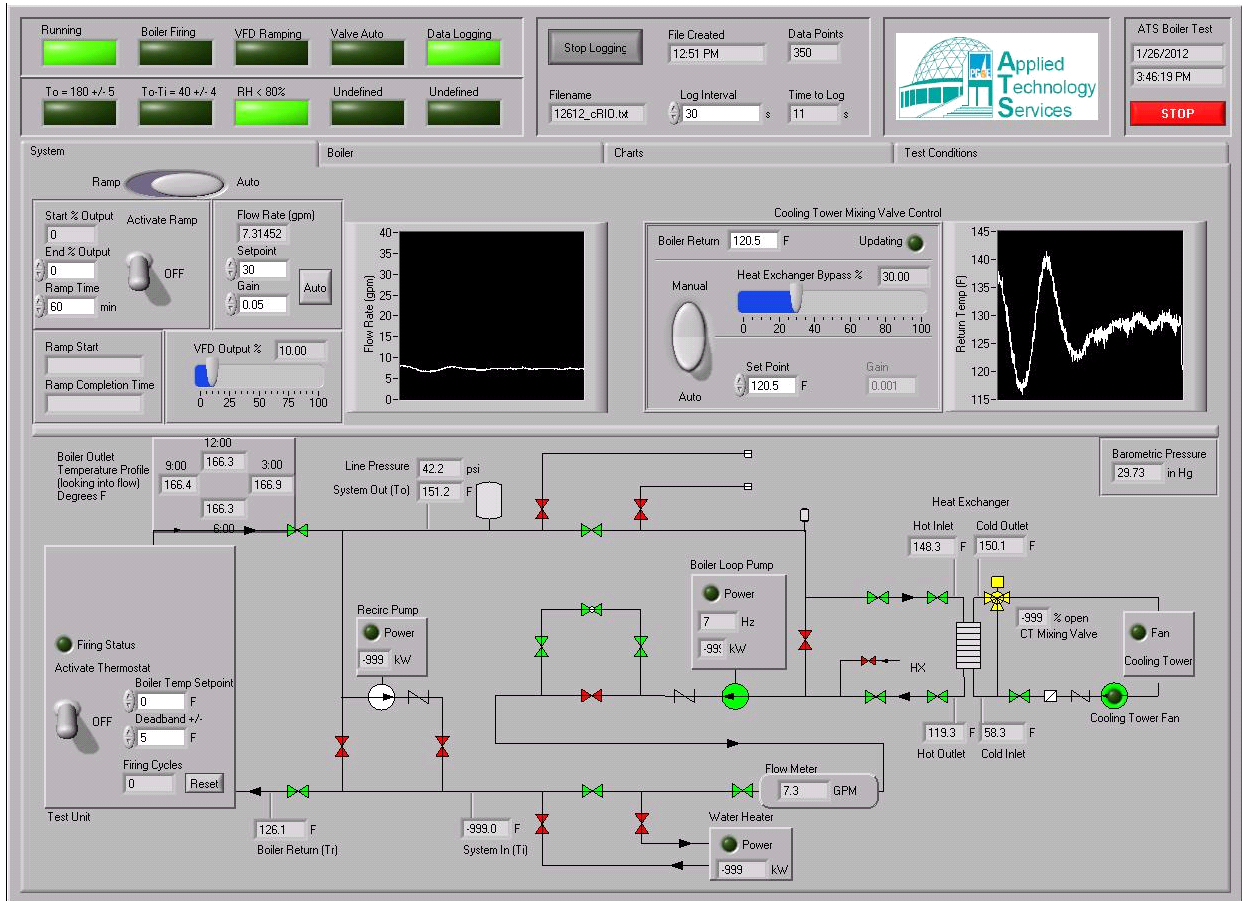 Running
Boiler Firing
VFD Ramping
Valve Auto
Data Logging
To = 180 +/- 5
To-Ti = 40 +/- 4
RH < 80%
Undefined
Undefined
Stop Logging
File Created
12:51 PM
Data Points
350
Filename
12612_cRIO.txt
Log Interval
30 s
Time to Log
11 s
Applied
Technology
Services
ATS Boiler Test
1/26/2012
3:46:19 PM
STOP
System
Boiler
Charts
Test Conditions
Ramp
Auto
Start % Output
0
End % Output
0
Ramp Time
60 min
Activate Ramp
OFF
Flow Rate (gpm)
7.31452
Setpoint
30
Gain
0.05
Auto
Ramp Start
Ramp Completion Time
VFD Output %
10.00
0 25 50 75 100
Flow Rate (gpm)
40-
35-
30-
25-
20-
15-
10-
5-
0-
Cooling Tower Mixing Valve Control
Boiler Return
120.5 F
Updating
Manual
Auto
Heat Exchanger Bypass %
30.00
0 20 40 60 80 100
Set Point
120.5 F
Gain
0.001
Return Temp (F)
145-
140-
135-
130-
125-
120-
115-
Boiler Outlet
Temperature Profile
(looking into flow)
Degrees F
12:00
166.3
9:00
166.4
3:00
166.9
166.3
6:00
Line Pressure
42.2 psi
System Out (To)
151.2 F
Barometric Pressure
29.73 in Hg
Heat Exchanger
Hot Inlet
148.3 F
Cold Outlet
150.1 F
Boiler Loop Pump
Power
7 Hz
-999 kW
Recirc Pump
Power
-999 kW
-999 % open
CT Mixing Valve
Fan
Cooling Tower
HX
Cooling Tower Fan
119.3 F
Hot Outlet
58.3 F
Cold Inlet
Firing Status
Activate Thermostat
OFF
Boiler Temp Setpoint
0 F
Deadband +/-
5 F
Firing Cycles
0
Reset
Test Unit
Flow Meter
7.3 GPM
126.1 F
Boiler Return (Tr)
-999.0 F
System In (Ti)
Water Heater
Power
-999 kW